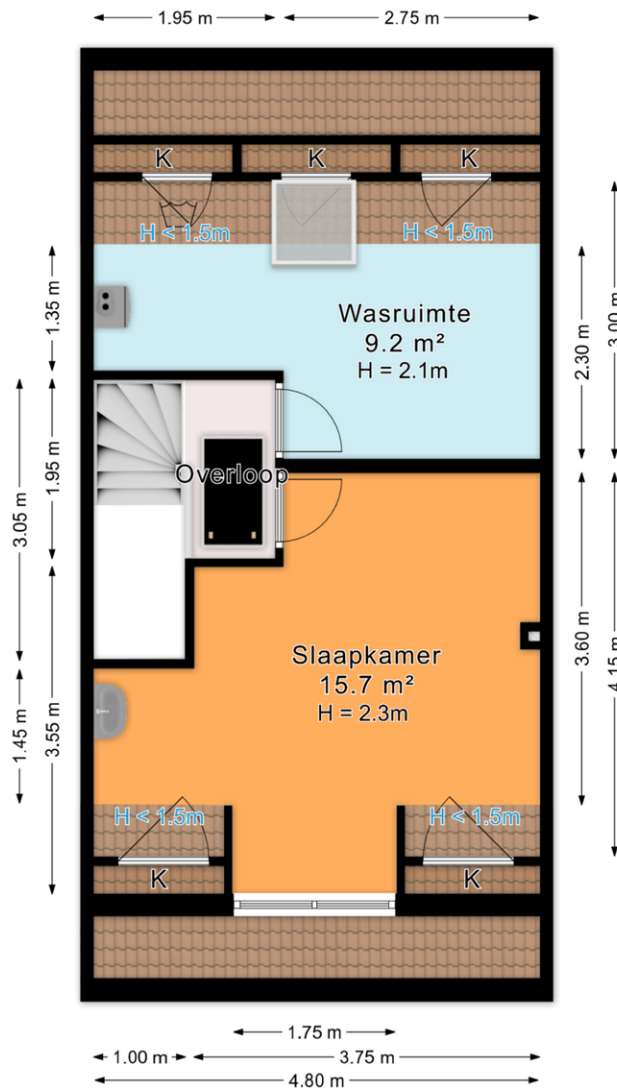 1.95 m
2.75 m
K
K
K
H < 1.5m
H < 1.5m
1.35 m
Wasruimte
9.2 m²
H = 2.1m
2.30 m
3.00 m
3.05 m
1.95 m
Overloop
Slaapkamer
15.7 m²
H = 2.3m
3.60 m
4.15 m
1.45 m
3.55 m
H < 1.5m
H < 1.5m
K
K
1.75 m
1.00 m
3.75 m
4.80 m